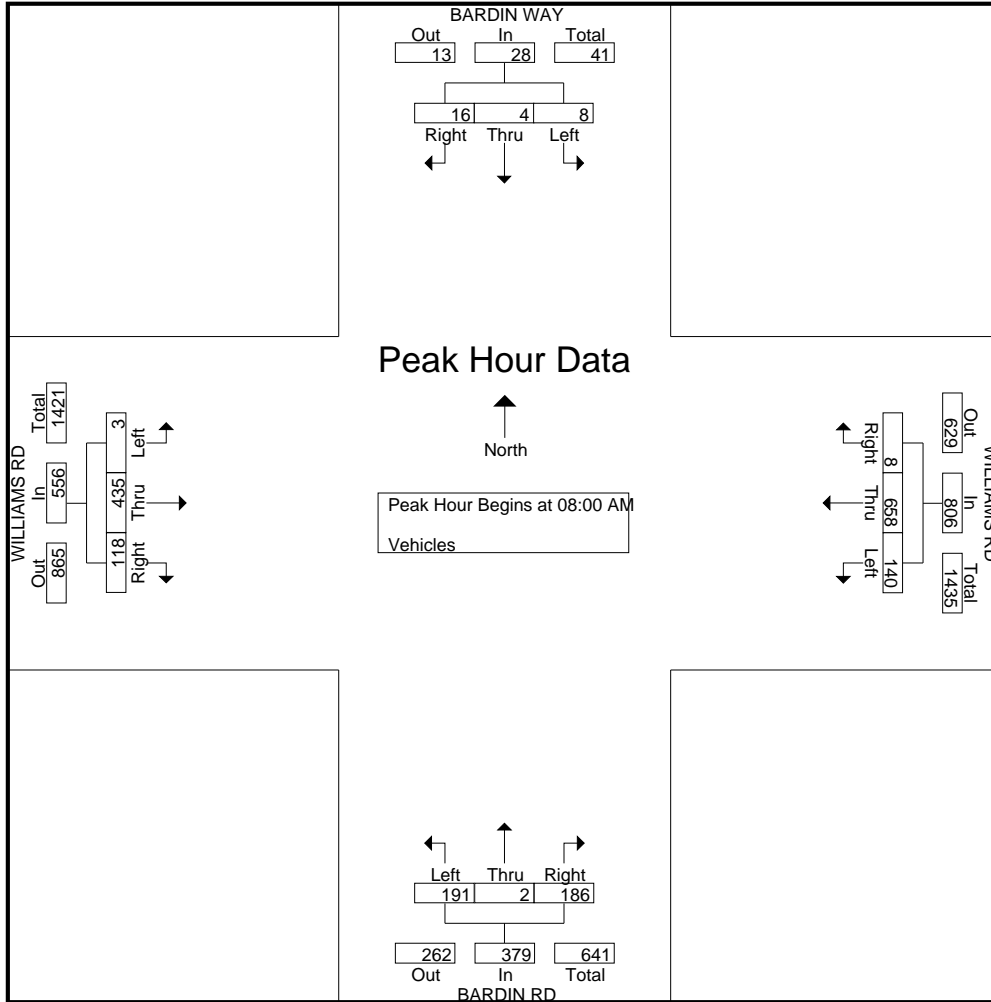 BARDIN WAY
Out In Total
13 28 41
16 4 8
Right Thru Left
Peak Hour Data
North
Peak Hour Begins at 08:00 AM
Vehicles
WILLIAMS RD
Total In Out
1421 556 865
3 435 118
Left Thru Right
WILLIAMS RD
Out In Total
629 806 1435
8 658 140
Right Thru Left
Left Thru Right
191 2 186
262 379 641
Out In Total
BARDIN RD